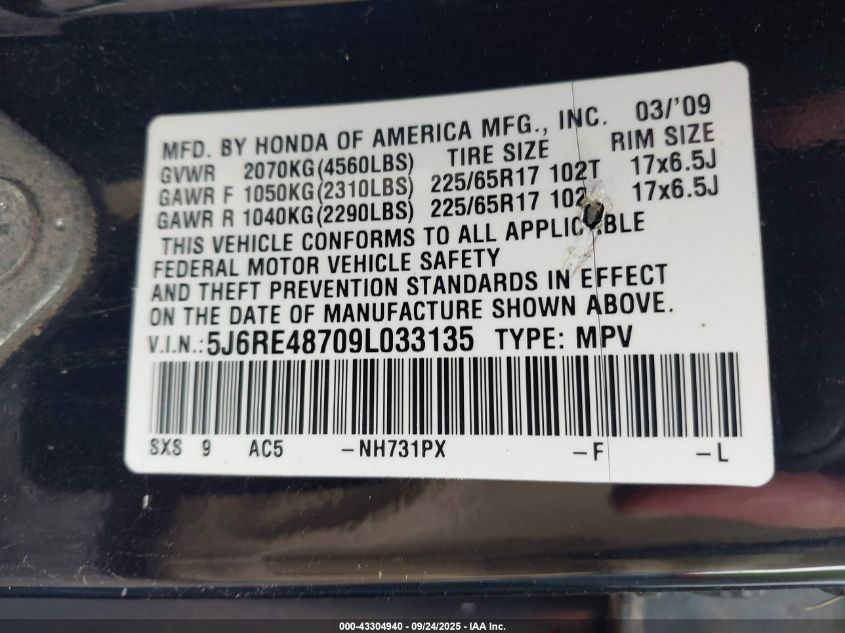 MFD. BY HONDA OF AMERICA MFG., INC. 03/'09
GVWR 2070KG(4560LBS) TIRE SIZE RIM SIZE
GAWR F 1050KG(2310LBS) 225/65R17 102T 17x6.5J
GAWR R 1040KG(2290LBS) 225/65R17 102 17x6.5J
THIS VEHICLE CONFORMS TO ALL APPLICABLE
FEDERAL MOTOR VEHICLE SAFETY
AND THEFT PREVENTION STANDARDS IN EFFECT
ON THE DATE OF MANUFACTURE SHOWN ABOVE.
V.I.N.:5J6RE48709L033135 TYPE: MPV
SXS 9 AC5 -NH731PX -F -L
000-43304940 - 09/24/2025 - IAA Inc.